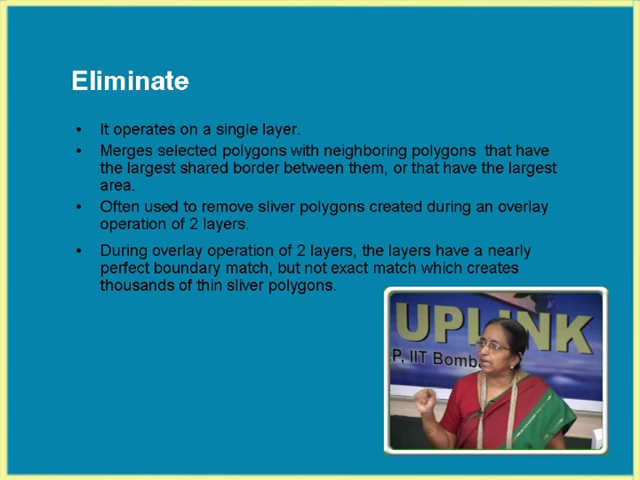 Eliminate
• It operates on a single layer.
• Merges selected polygons with neighboring polygons that have
the largest shared border between them, or that have the largest
area.
• Often used to remove sliver polygons created during an overlay
operation of 2 layers.
• During overlay operation of 2 layers, the layers have a nearly
perfect boundary match, but not exact match which creates
thousands of thin sliver polygons.
UPLINK
P, IIT Bomba